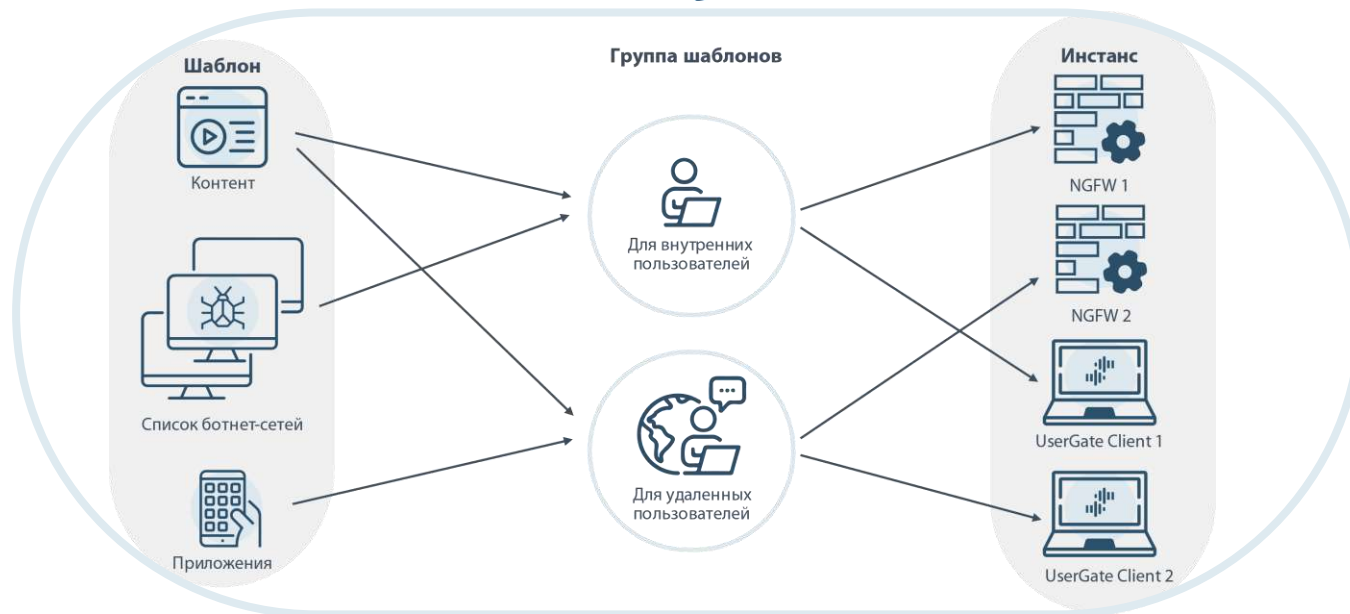 Шаблон
Контент
Список ботнет-сетей
Приложения
Группа шаблонов
Для внутренних
пользователей
Для удаленных
пользователей
Инстанс
NGFW 1
NGFW 2
UserGate Client 1
UserGate Client 2